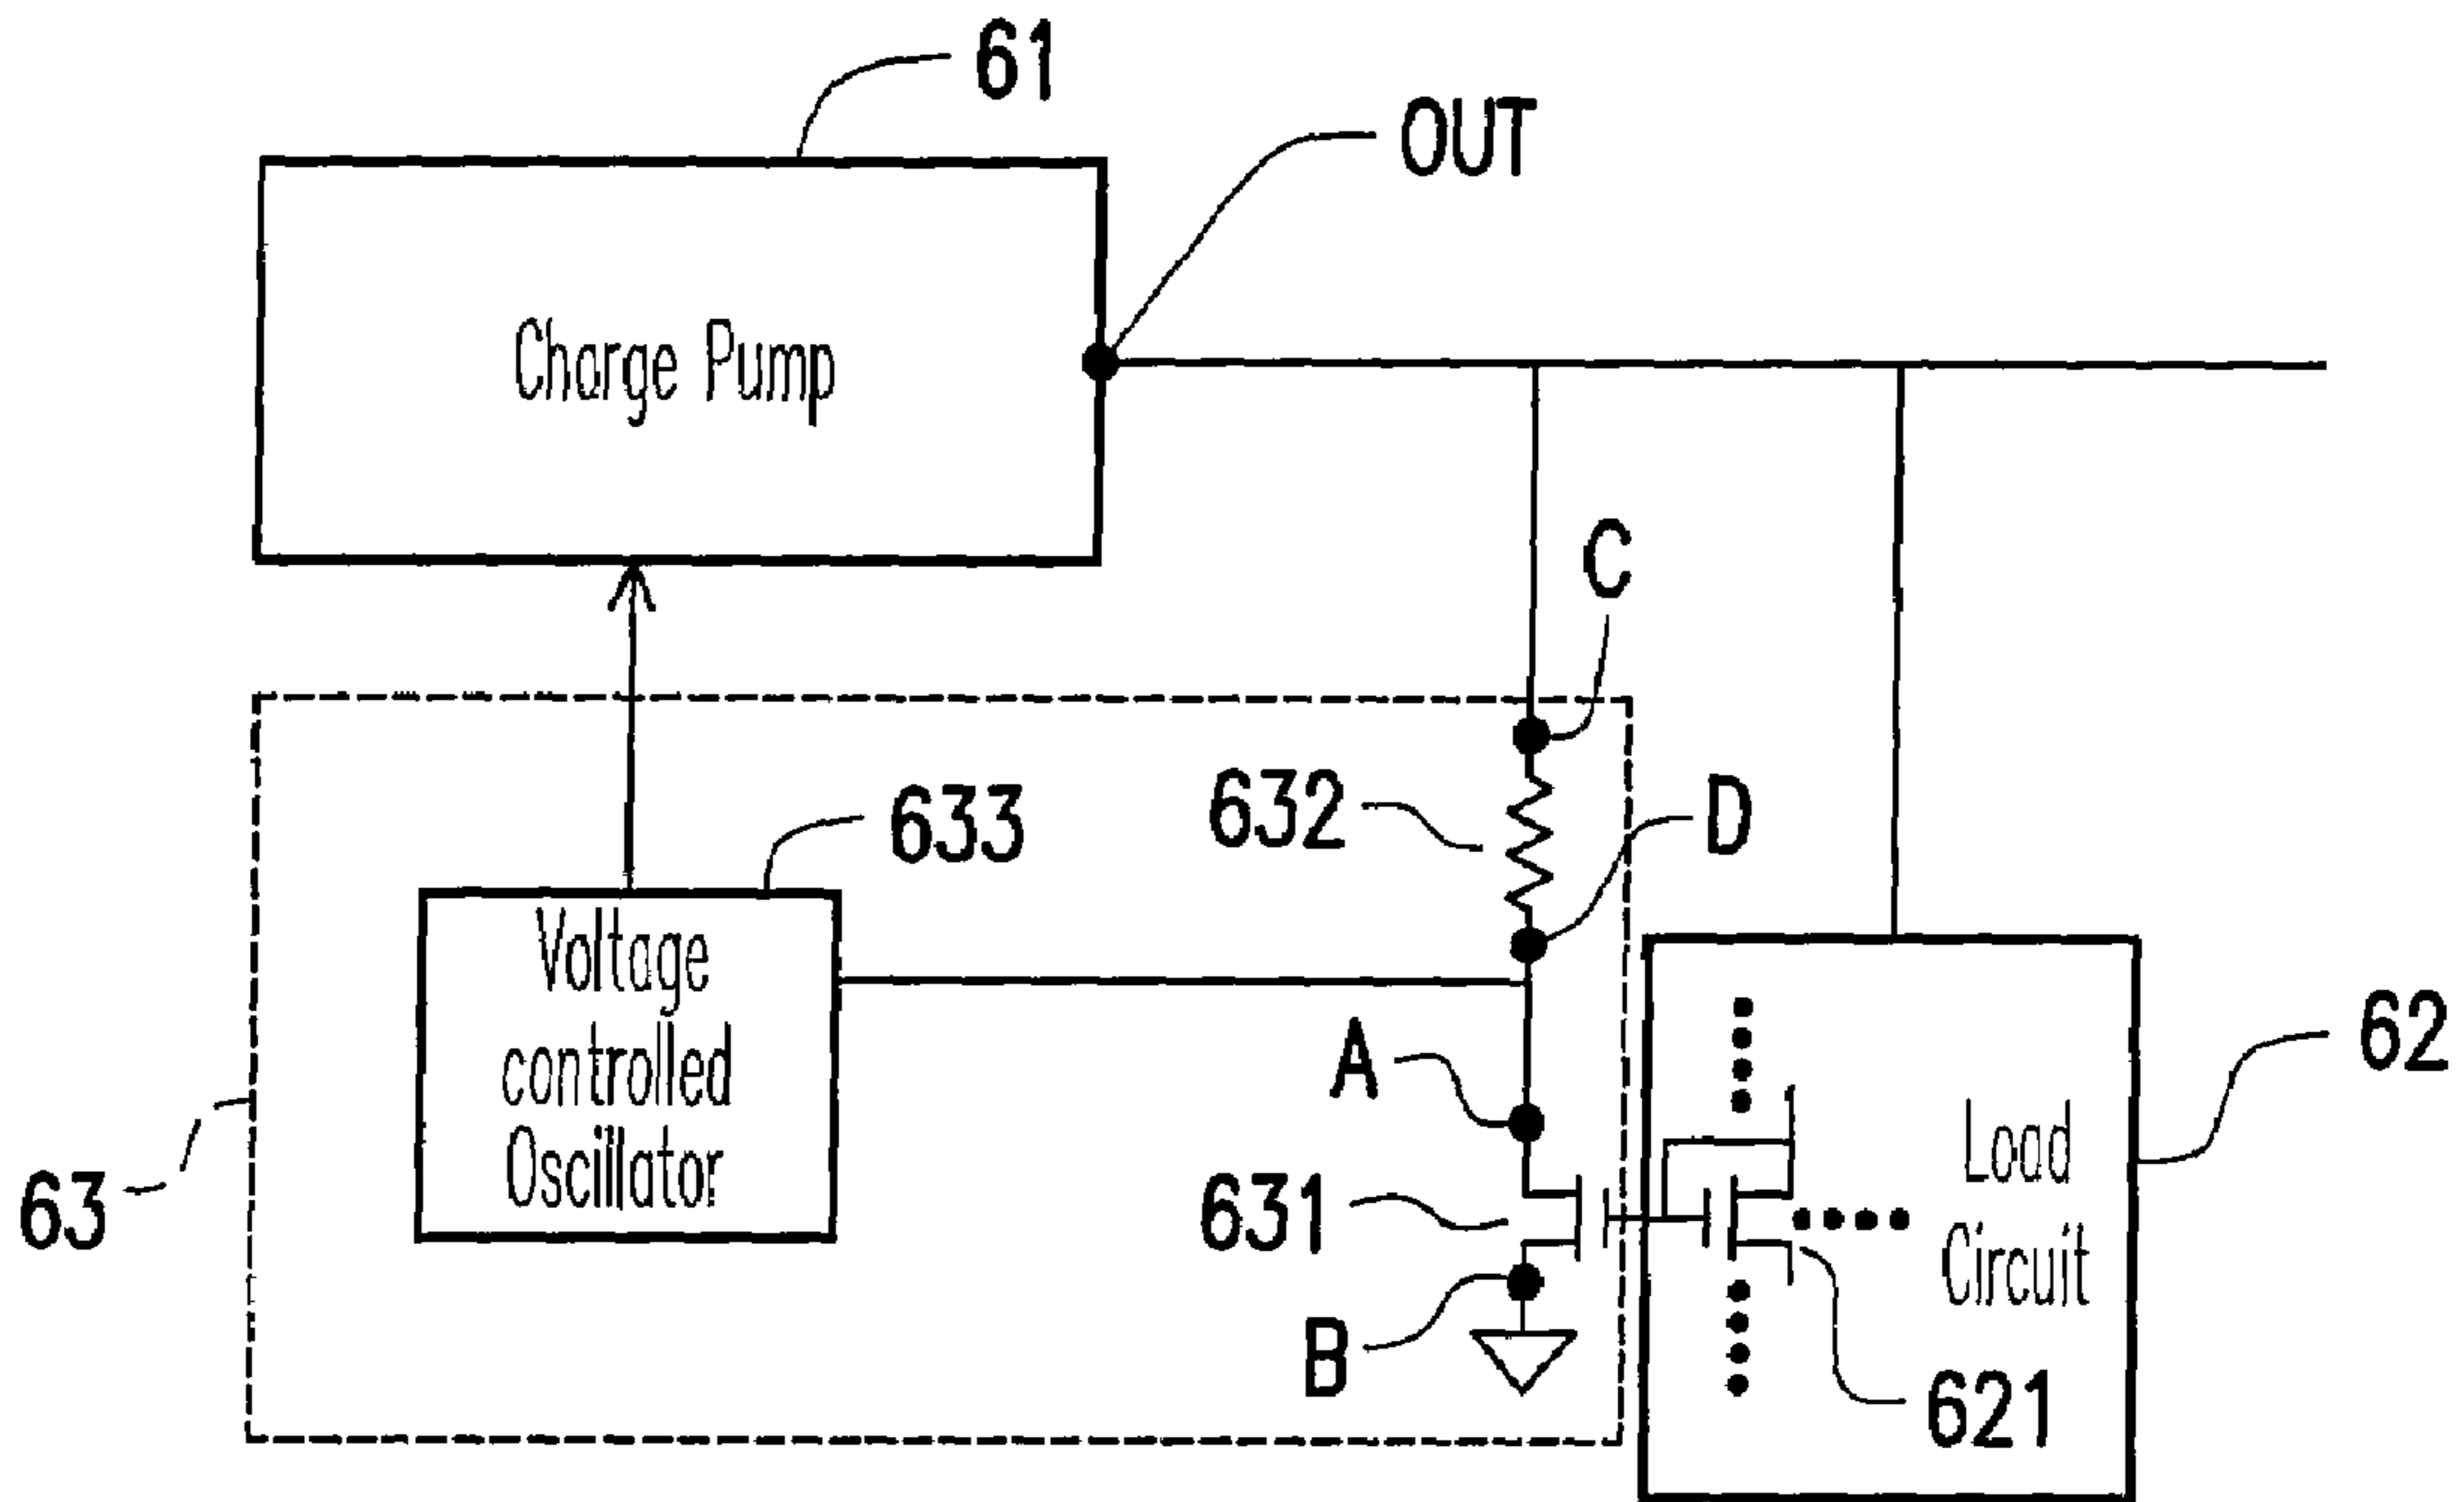 61
OUT
Charge Pump
C
632
D
633
Voltage
controlled
Oscillator
A
62
Load
Circuit
63
631
B
621